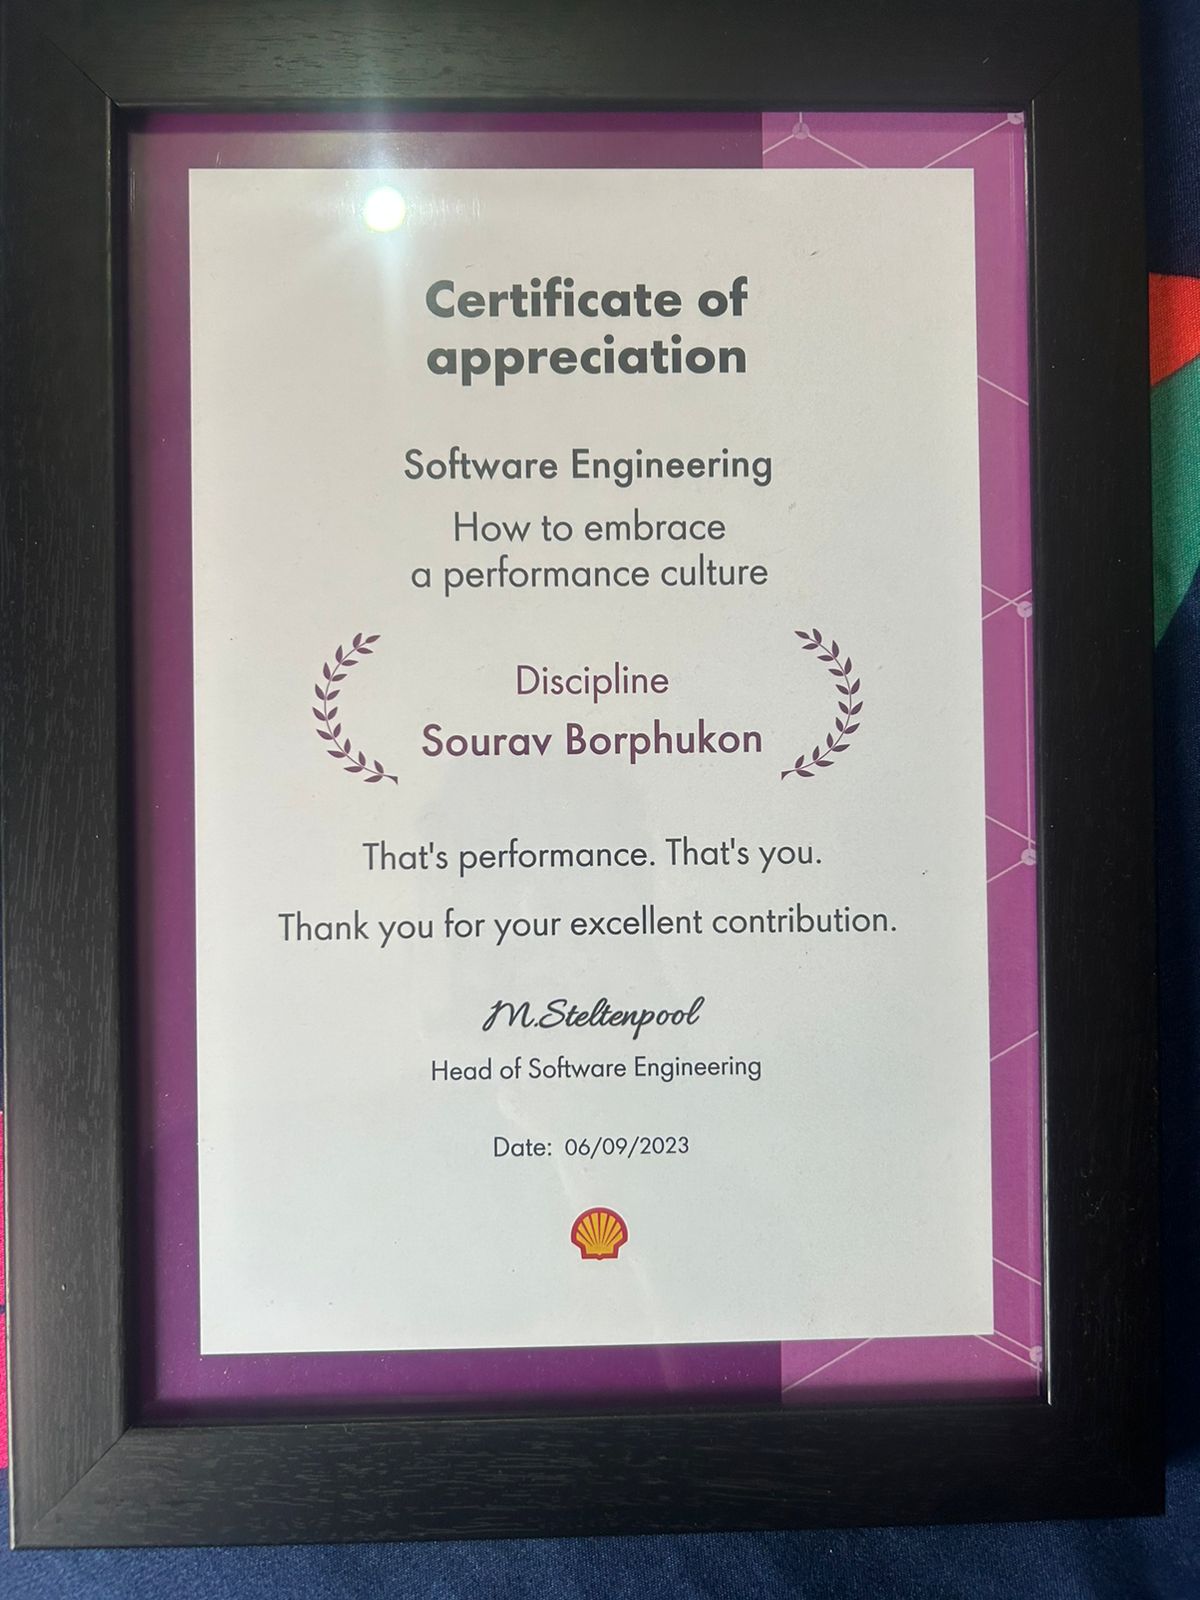 Certificate of
appreciation
Software Engineering
How to embrace
a performance culture
Discipline
Sourav Borphukon
That's performance. That's you.
Thank you for your excellent contribution.
M.Steltenpool
Head of Software Engineering
Date: 06/09/2023